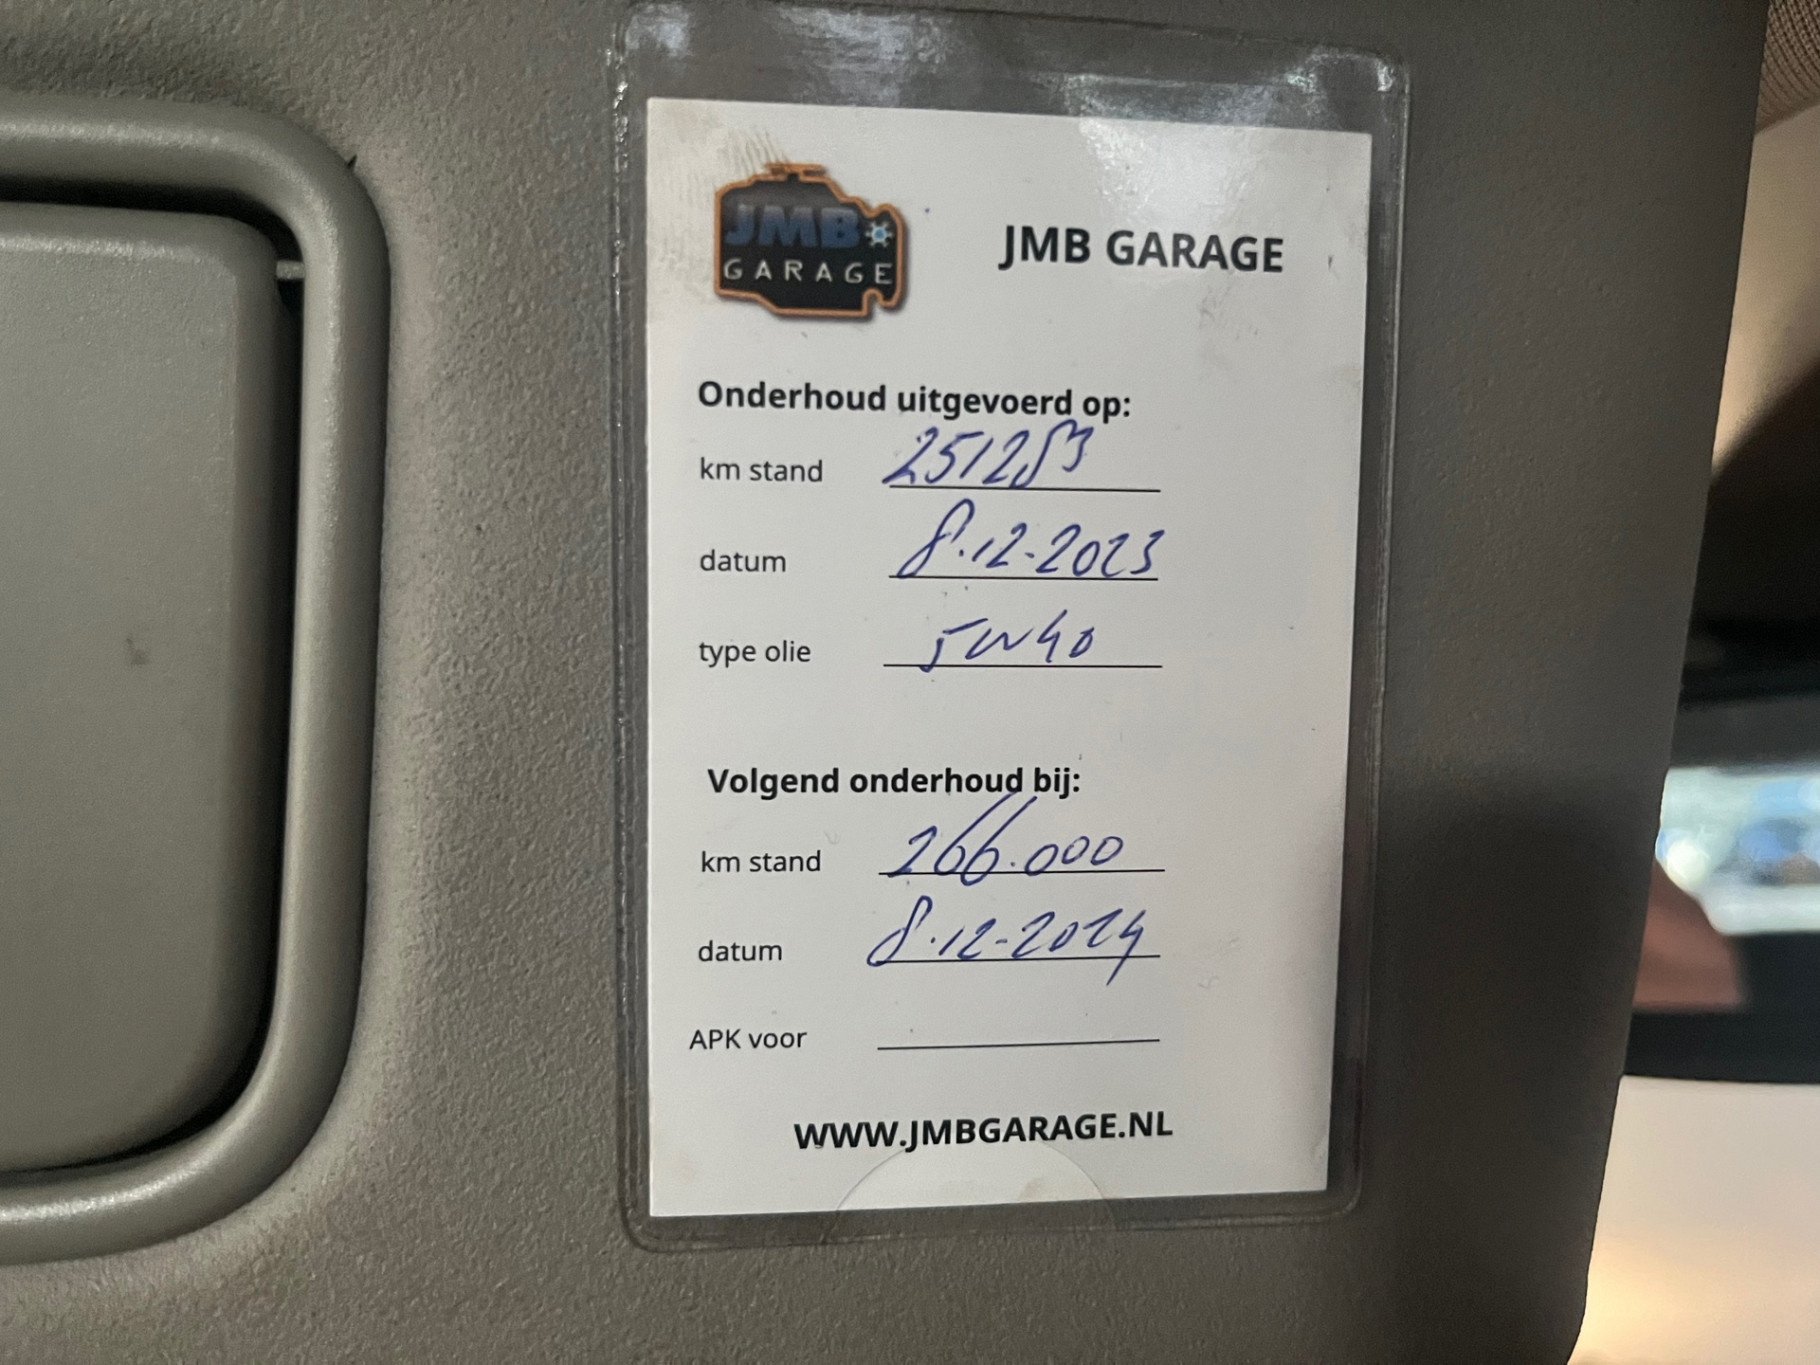 JMB
GARAGE
JMB GARAGE
Onderhoud uitgevoerd op:
km stand 251283
datum 8.12-2023
type olie 5W40
Volgend onderhoud bij:
km stand 266.000
datum 8.12-2024
APK voor
WWW.JMBGARAGE.NL